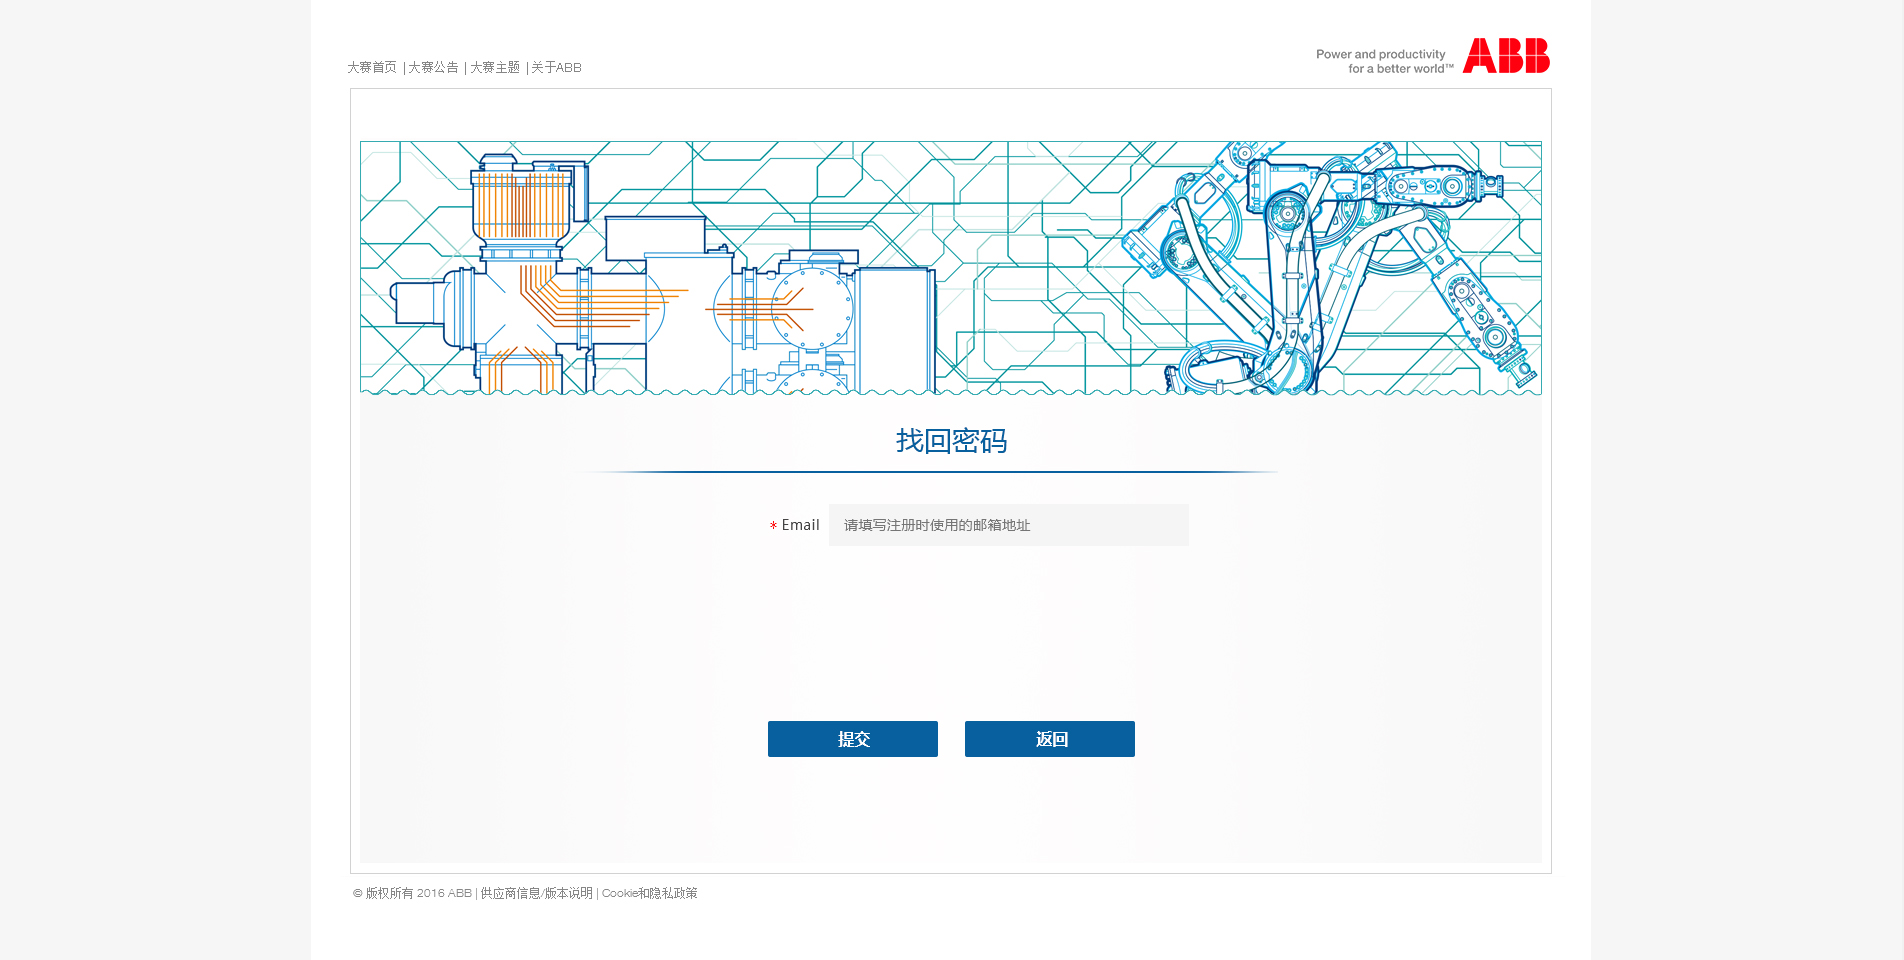 大赛首页 | 大赛公告 | 大赛主题 | 关于ABB
Power and productivity
for a better world™
ABB
找回密码
* Email 请填写注册时使用的邮箱地址
提交 返回
© 版权所有 2016 ABB | 供应商信息/版本说明 | Cookie和隐私政策